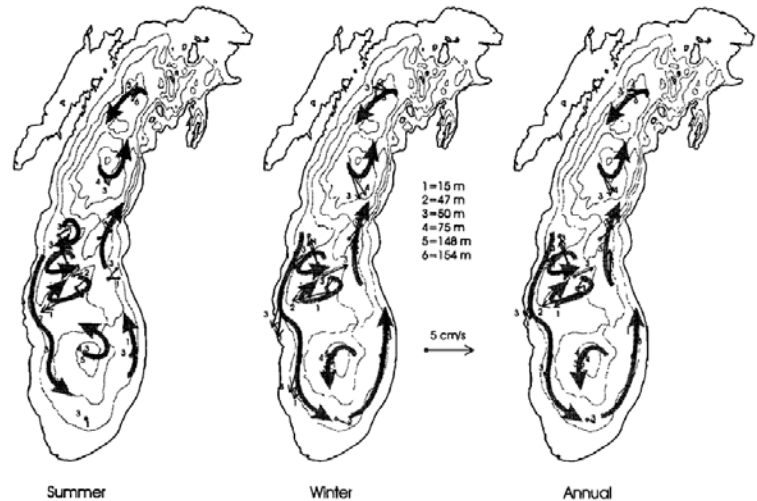 1=15 m
2=47 m
3=50 m
4=75 m
5=148 m
6=154 m
5 cm/s
Summer
Winter
Annual